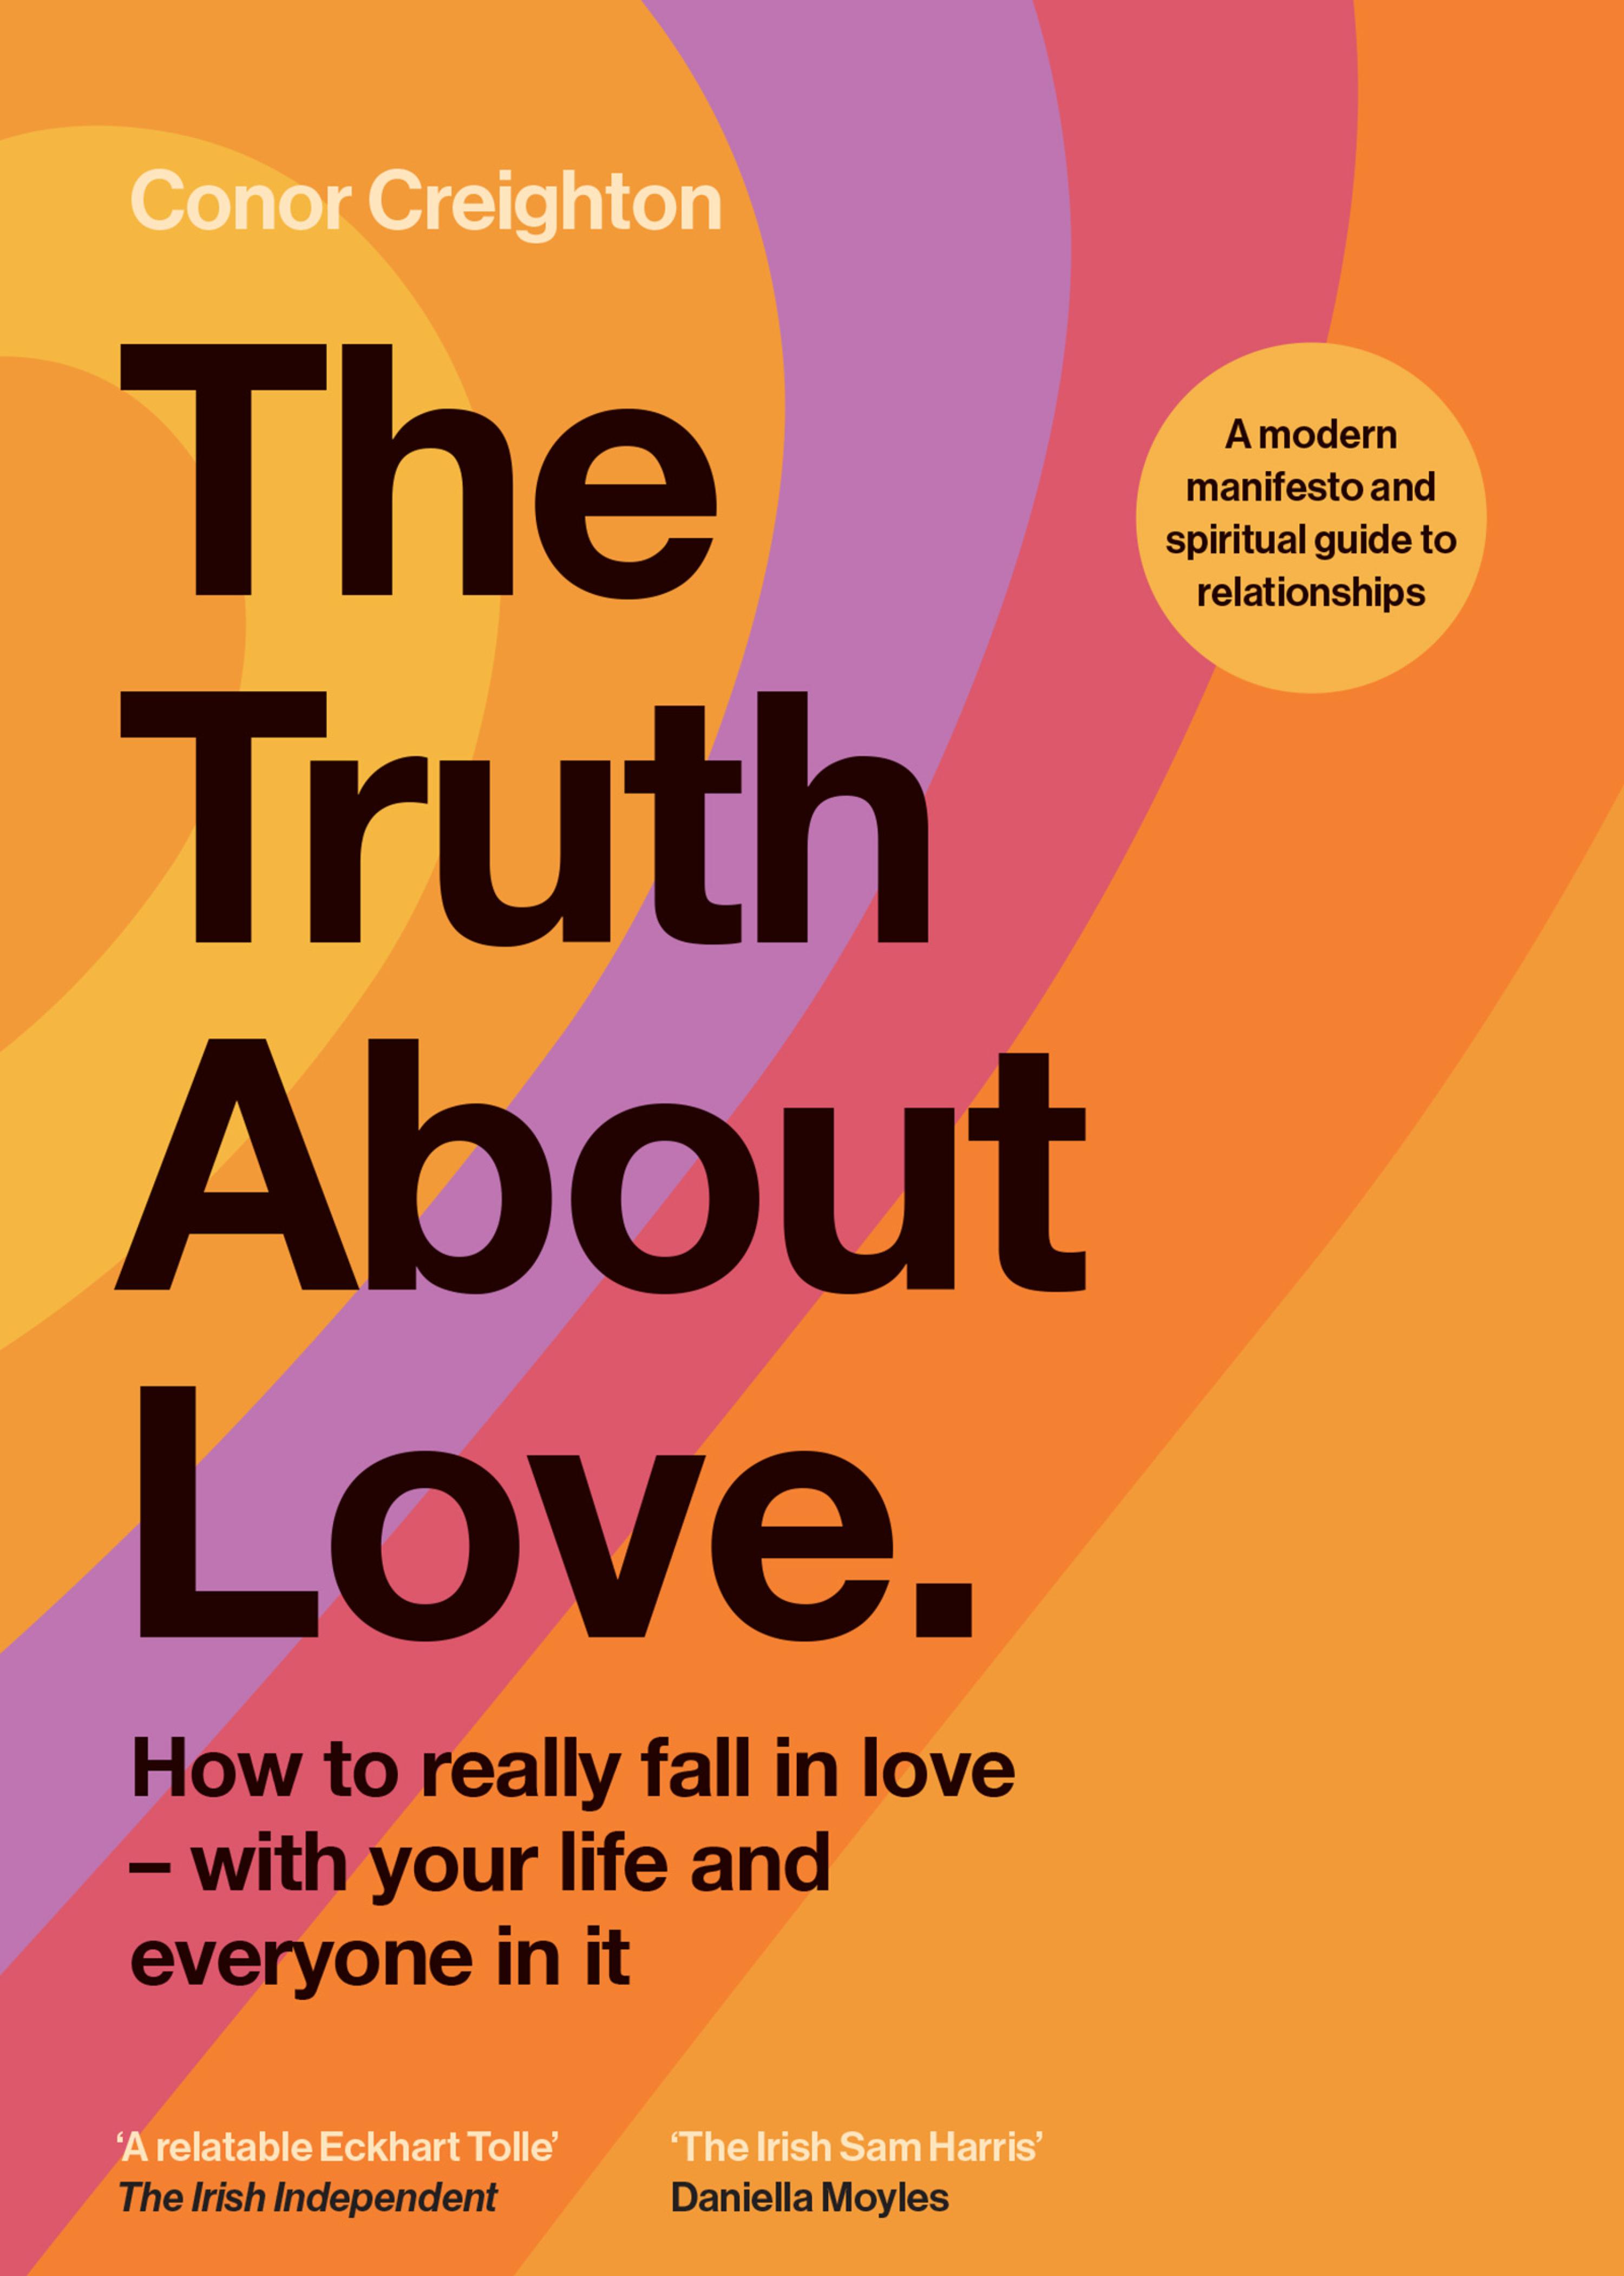 Conor Creighton
The
Truth
About
Love.
A modern
manifesto and
spiritual guide to
relationships
How to really fall in love
– with your life and
everyone in it
‘A relatable Eckhart Tolle’
The Irish Independent
‘The Irish Sam Harris’
Daniella Moyles